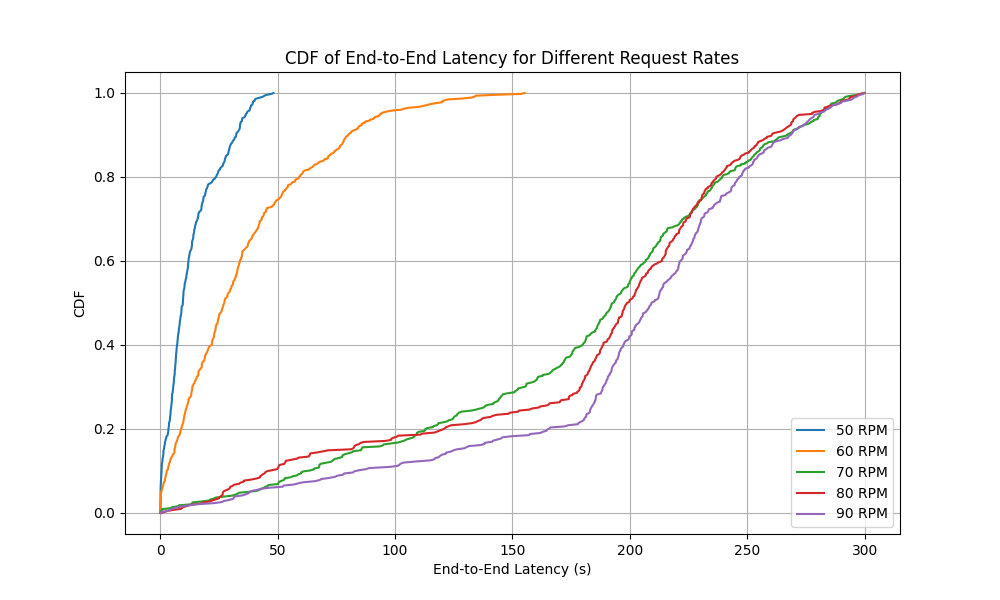 CDF of End-to-End Latency for Different Request Rates
1.0
0.8
0.6
0.4
0.2
0.0
CDF
50 RPM
60 RPM
70 RPM
80 RPM
90 RPM
0 50 100 150 200 250 300
End-to-End Latency (s)